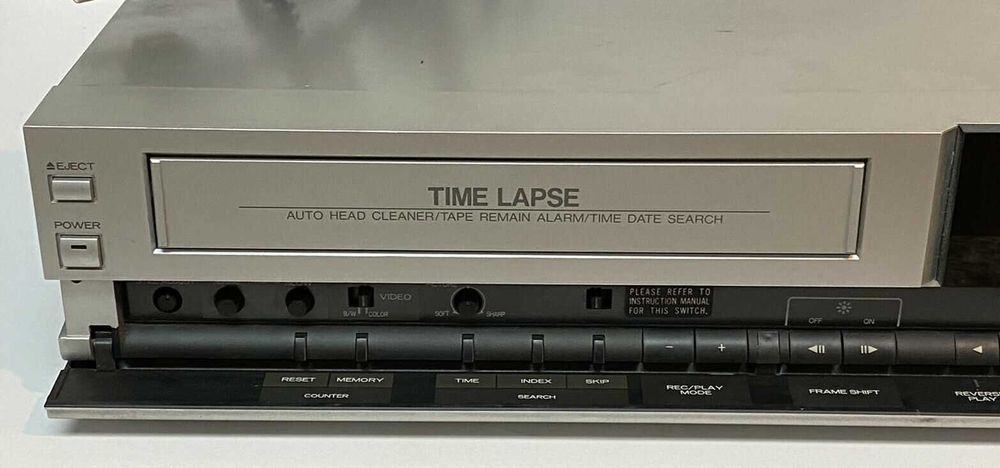 ▲EJECT
TIME LAPSE
AUTO HEAD CLEANER/TAPE REMAIN ALARM/TIME DATE SEARCH
POWER
VIDEO
B/W COLOR
SOFT SHARP
PLEASE REFER TO
INSTRUCTION MANUAL
FOR THIS SWITCH.
OFF ON
- +
RESET MEMORY
COUNTER
TIME INDEX SKIP
SEARCH
REC/PLAY
MODE
FRAME SHIFT
PLAY